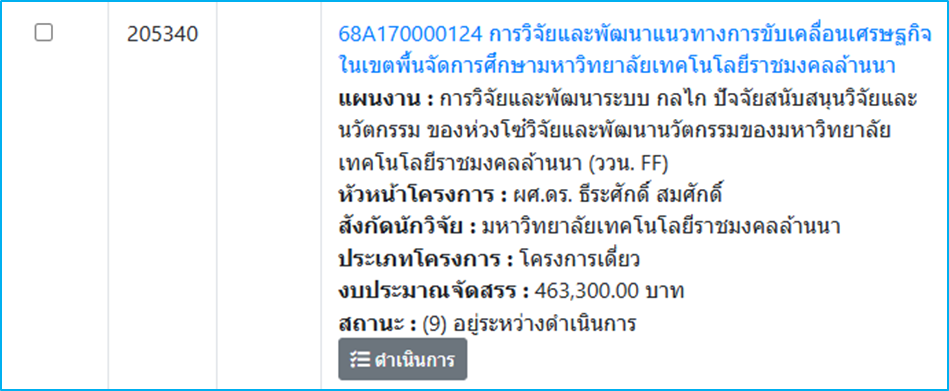 205340
68A170000124 การวิจัยและพัฒนาแนวทางการขับเคลื่อนเศรษฐกิจ
ในเขตพื้นจัดการศึกษามหาวิทยาลัยเทคโนโลยีราชมงคลล้านนา
แผนงาน : การวิจัยและพัฒนาระบบ กลไก ปัจจัยสนับสนุนวิจัยและ
นวัตกรรม ของห่วงโซ่วิจัยและพัฒนานวัตกรรมของมหาวิทยาลัย
เทคโนโลยีราชมงคลล้านนา (ววน. FF)
หัวหน้าโครงการ : ผศ.ดร. ธีระศักดิ์ สมศักดิ์
สังกัดนักวิจัย : มหาวิทยาลัยเทคโนโลยีราชมงคลล้านนา
ประเภทโครงการ : โครงการเดี่ยว
งบประมาณจัดสรร : 463,300.00 บาท
สถานะ : (9) อยู่ระหว่างดำเนินการ
ดำเนินการ